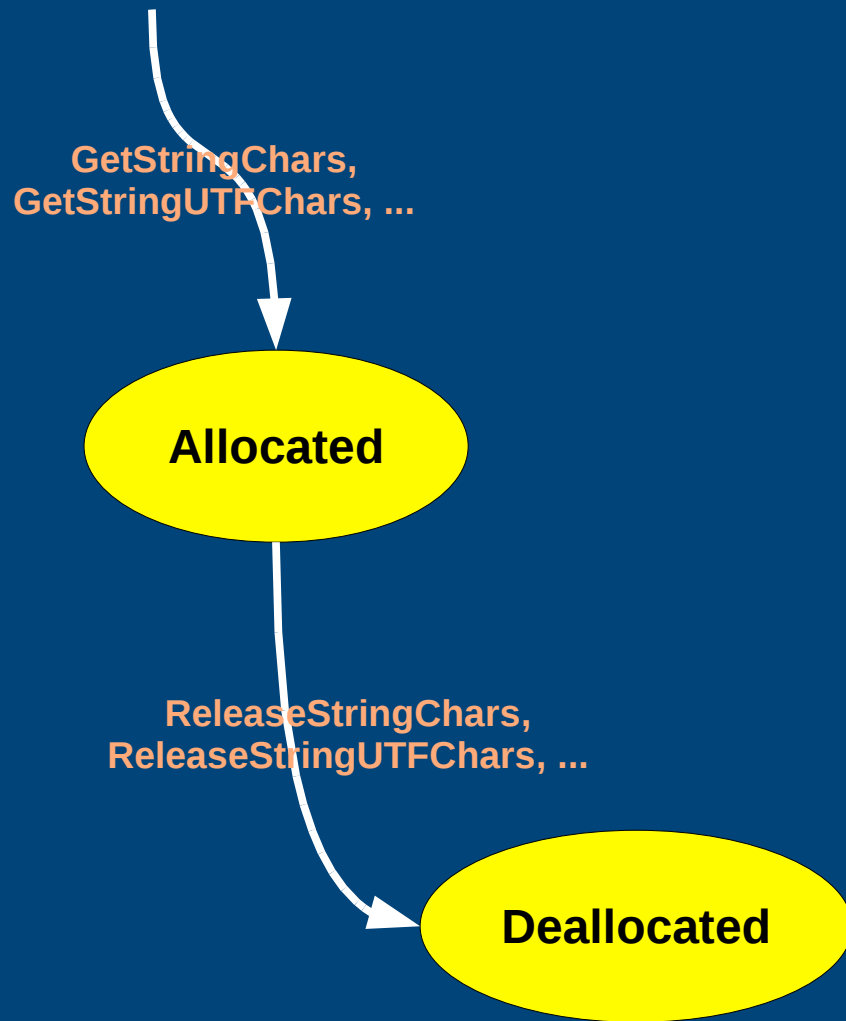 GetStringChars,
GetStringUTFChars, ...
Allocated
ReleaseStringChars,
ReleaseStringUTFChars, ...
Deallocated